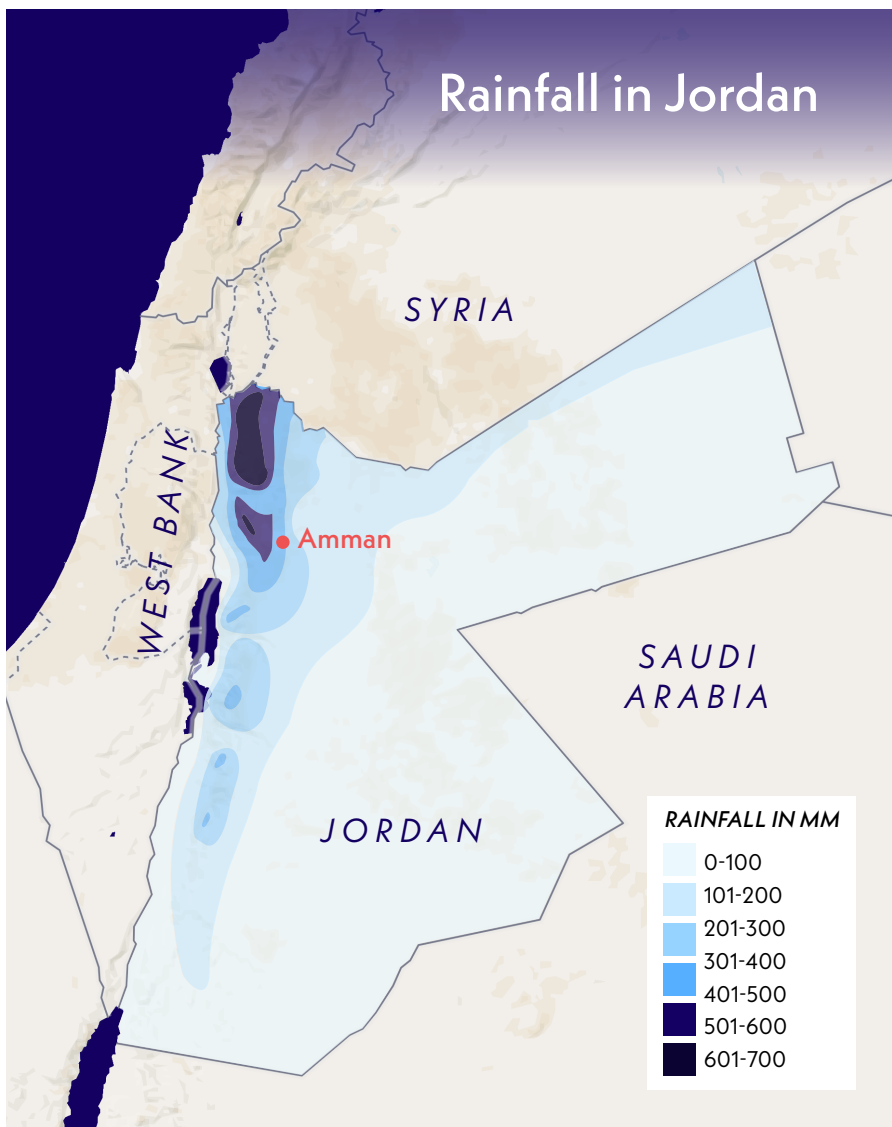 Rainfall in Jordan
SYRIA
WEST BANK
Amman
SAUDI
ARABIA
JORDAN
RAINFALL IN MM
0-100
101-200
201-300
301-400
401-500
501-600
601-700